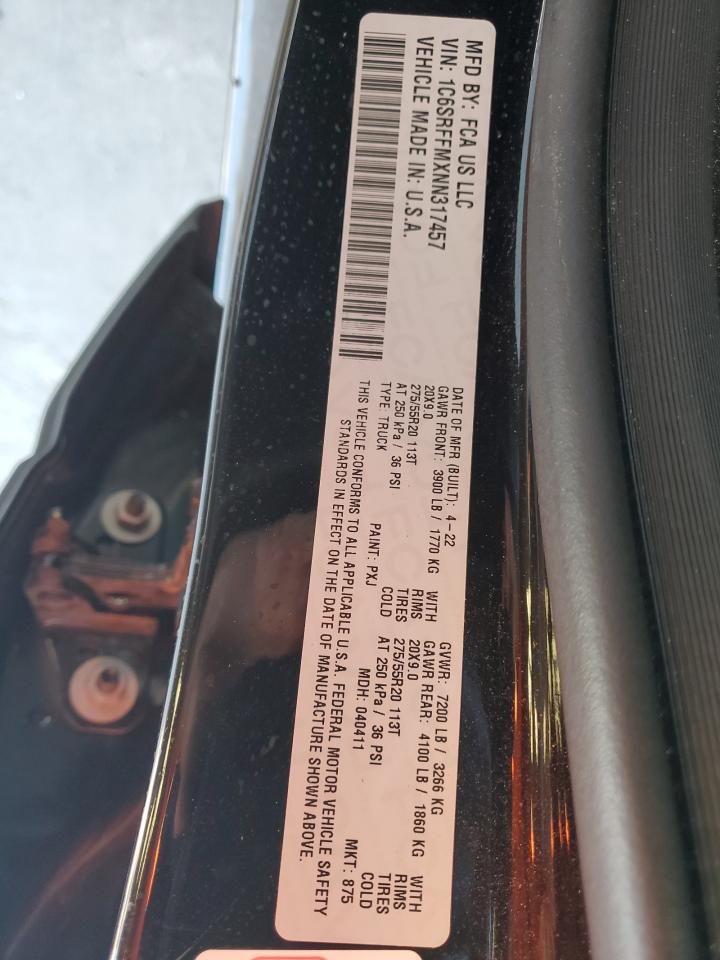 MFD BY: FCA US LLC
VIN: 1C6SRFFMXNN317457
VEHICLE MADE IN: U.S.A.
DATE OF MFR (BUILT): 4-22 GVWR: 7200 LB / 3266 KG
GAWR FRONT: 3900 LB / 1770 KG WITH GAWR REAR: 4100 LB / 1860 KG WITH
20X9.0 RIMS 20X9.0 RIMS
275/55R20 113T TIRES 275/55R20 113T TIRES
AT 250 kPa / 36 PSI COLD AT 250 kPa / 36 PSI COLD
TYPE: TRUCK PAINT: PXJ MDH: 040411 MKT: 875
THIS VEHICLE CONFORMS TO ALL APPLICABLE U.S.A. FEDERAL MOTOR VEHICLE SAFETY
STANDARDS IN EFFECT ON THE DATE OF MANUFACTURE SHOWN ABOVE.